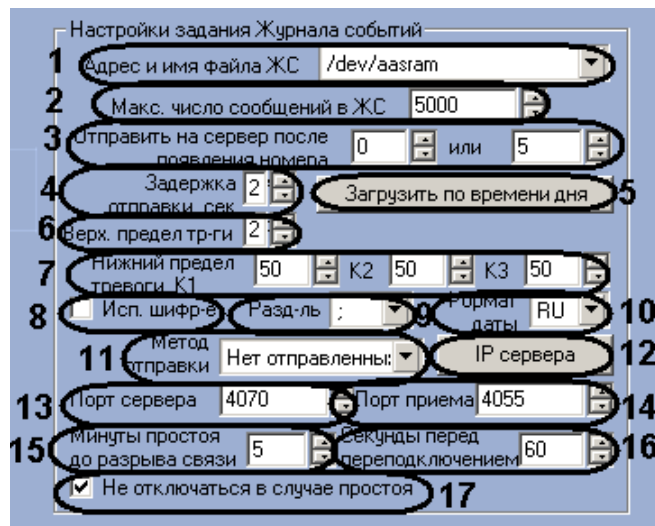 Настройки задания Журнала событий
1 Адрес и имя файла ЖС /dev/aasram
2 Макс. число сообщений в ЖС 5000
3 Отправить на сервер после
появления номера 0 или 5
4 Задержка
отправки, сек 2 Загрузить по времени дня 5
6 Верх. предел тр-ги 2
7 Нижний предел
тревоги K1 50 K2 50 K3 50
8 Исп. шифр-е Разд-ль ; 9 Формат
даты RU 10
11 Метод
отправки Нет отправленны: IP сервера 12
13 Порт сервера 4070 Порт приема 4055 14
15 Минуты простоя
до разрыва связи 5 Секунды перед
переподключением 60 16
Не отключаться в случае простоя 17